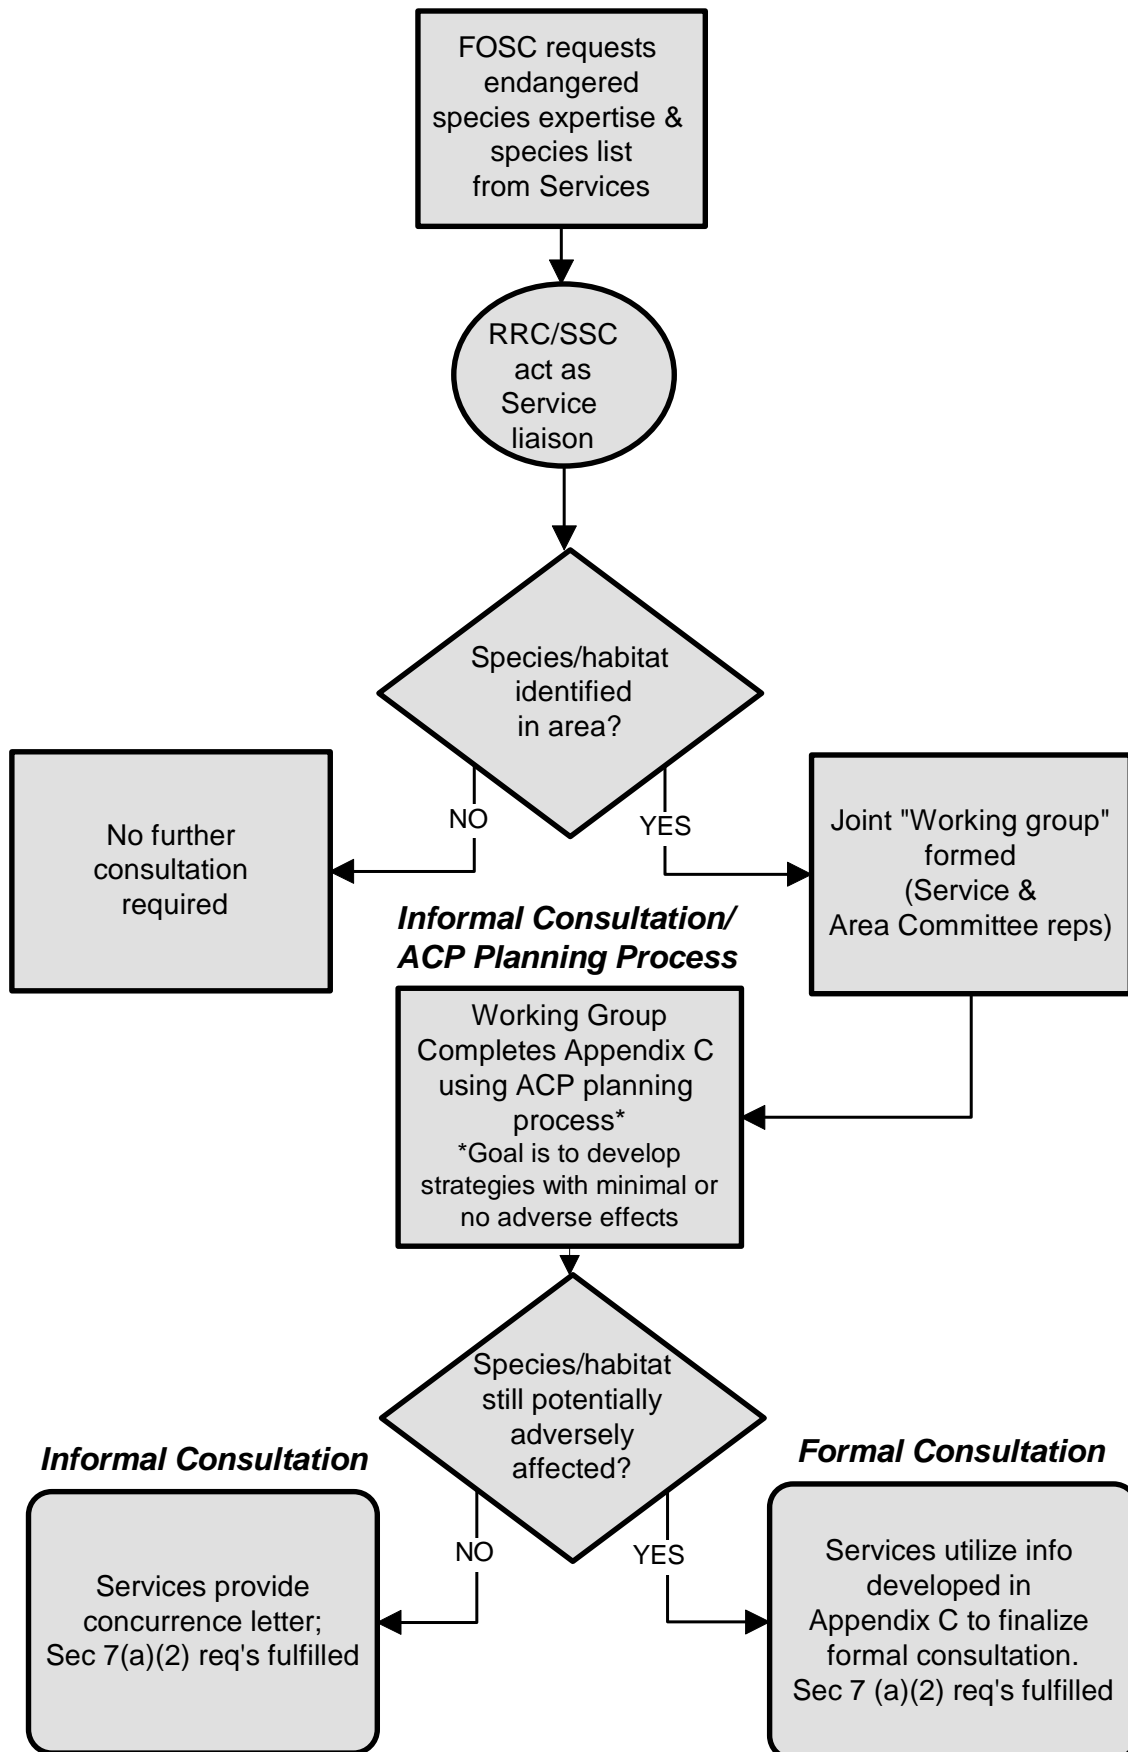 FOSC requests
endangered
species expertise &
species list
from Services
RRC/SSC
act as
Service
liaison
Species/habitat
identified
in area?
NO
YES
No further
consultation
required
Joint "Working group"
formed
(Service &
Area Committee reps)
Informal Consultation/
ACP Planning Process
Working Group
Completes Appendix C
using ACP planning
process*
*Goal is to develop
strategies with minimal or
no adverse effects
Species/habitat
still potentially
adversely
affected?
NO
YES
Informal Consultation
Services provide
concurrence letter;
Sec 7(a)(2) req's fulfilled
Formal Consultation
Services utilize info
developed in
Appendix C to finalize
formal consultation.
Sec 7 (a)(2) req's fulfilled